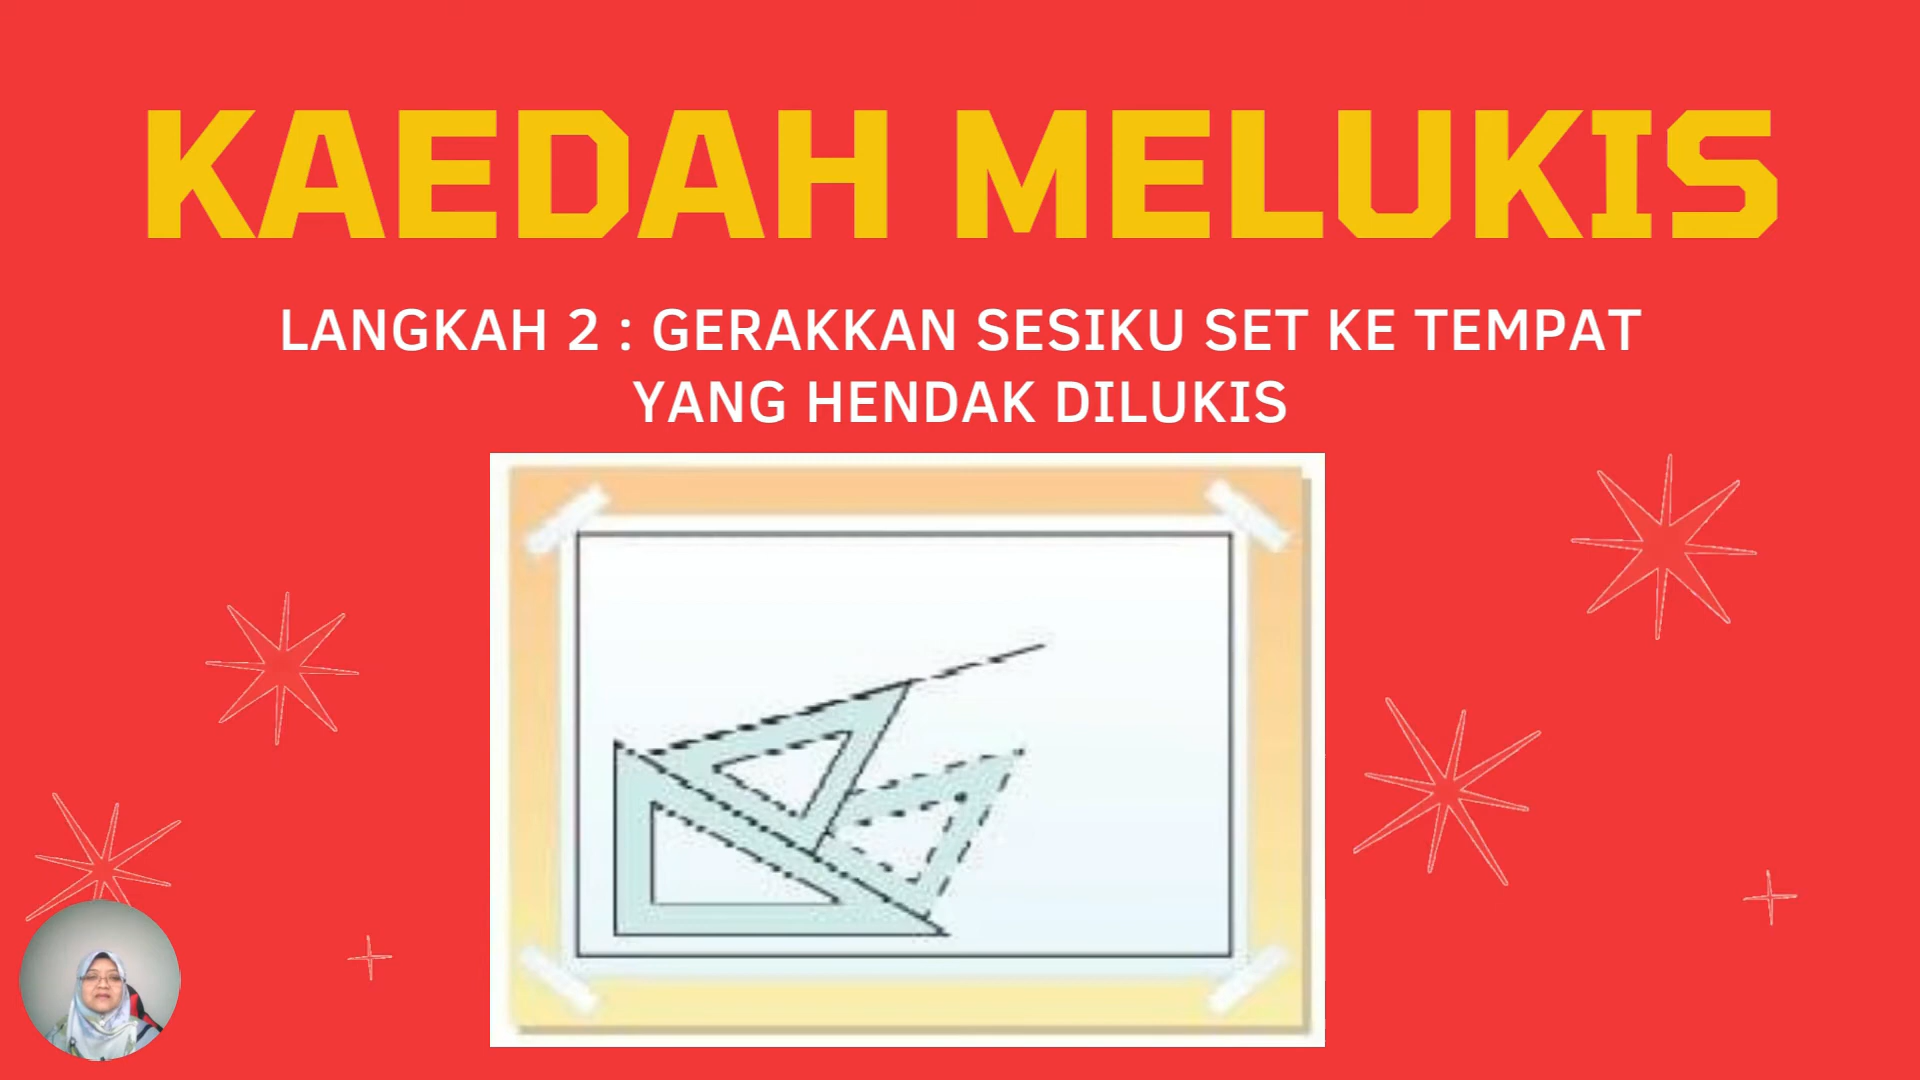 KAEDAH MELUKIS
LANGKAH 2 : GERAKKAN SESIKU SET KE TEMPAT
YANG HENDAK DILUKIS